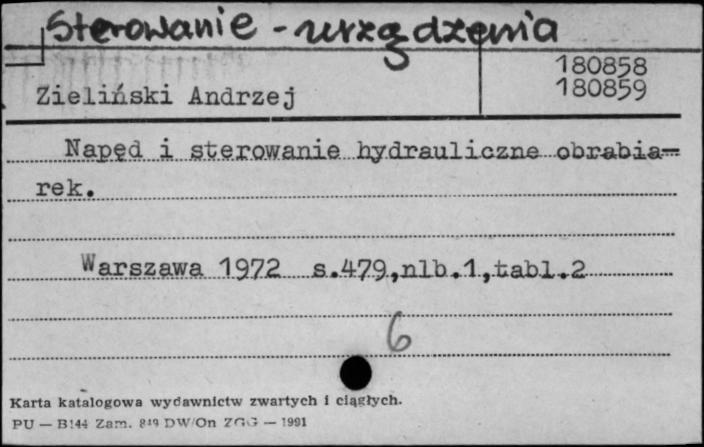 Sterowanie - urządzenia
180858
Zieliński Andrzej 180859
Napęd i sterowanie hydrauliczne obrabia-
rek.
Warszawa 1972 s.479,nlb.1,tabl.2
6
Karta katalogowa wydawnictw zwartych i ciągłych.
PU — B144 Zam. 849 DW/On ZGG — 1991